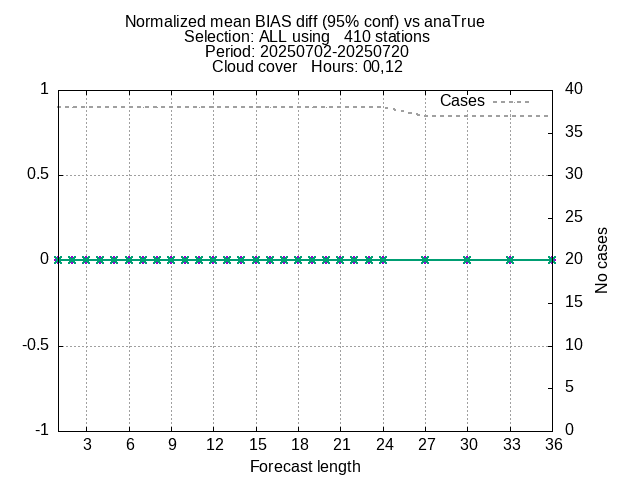 Normalized mean BIAS diff (95% conf) vs anaTrue
Selection: ALL using   410 stations
Period: 20250702-20250720
Cloud cover   Hours: 00,12
1
0.5
0
-0.5
-1
Cases
40
35
30
25
20
15
10
5
0
No cases
3 6 9 12 15 18 21 24 27 30 33 36
Forecast length